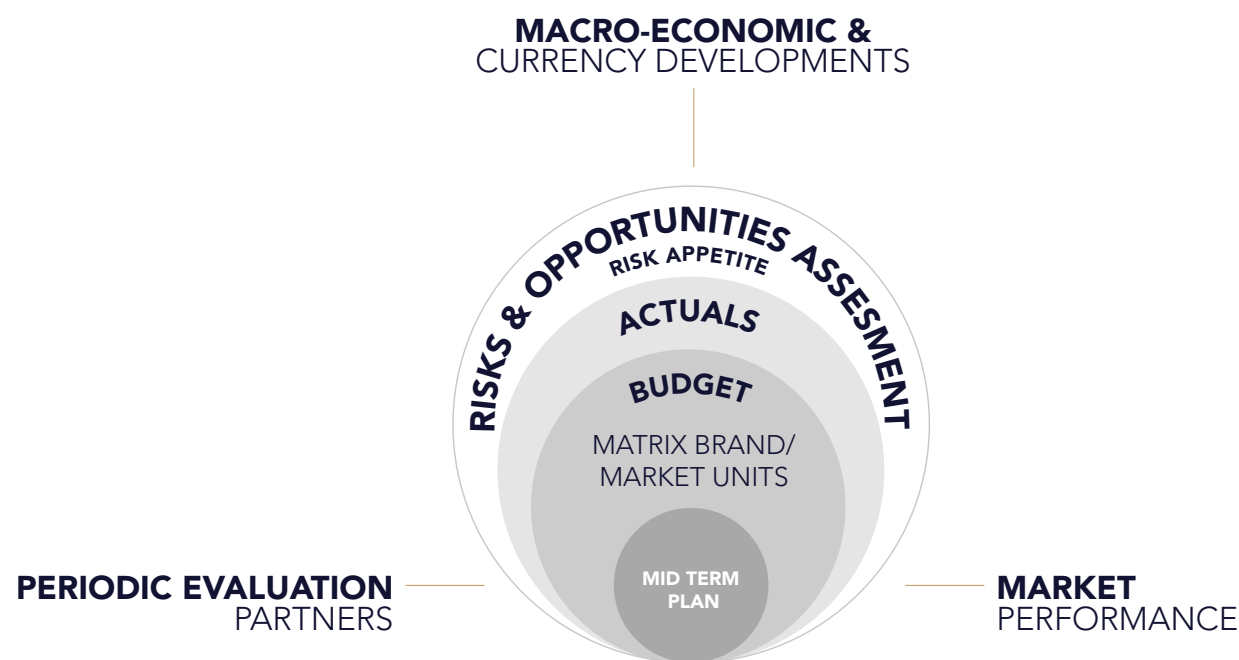 MACRO-ECONOMIC &
CURRENCY DEVELOPMENTS
RISKS & OPPORTUNITIES ASSESMENT
RISK APPETITE
ACTUALS
BUDGET
MATRIX BRAND/
MARKET UNITS
MID TERM
PLAN
PERIODIC EVALUATION
PARTNERS
MARKET
PERFORMANCE